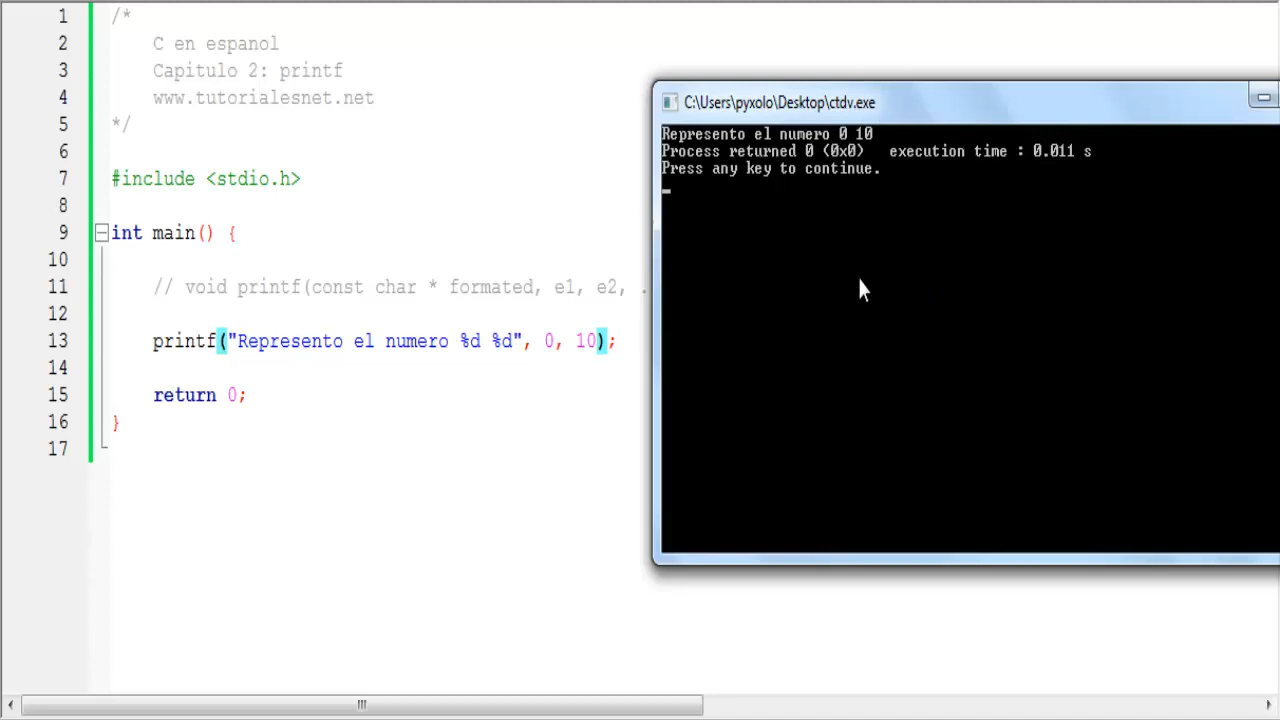 1 /*
2 C en espanol
3 Capitulo 2: printf
4 www.tutorialesnet.net
5 */
6
7 #include <stdio.h>
8
9 int main() {
10
11 // void printf(const char * formated, e1, e2, .
12
13 printf("Represento el numero %d %d", 0, 10);
14
15 return 0;
16 }
17
C:\Users\pyxolo\Desktop\ctdv.exe
Represento el numero 0 10
Process returned 0 (0x0) execution time : 0.011 s
Press any key to continue.